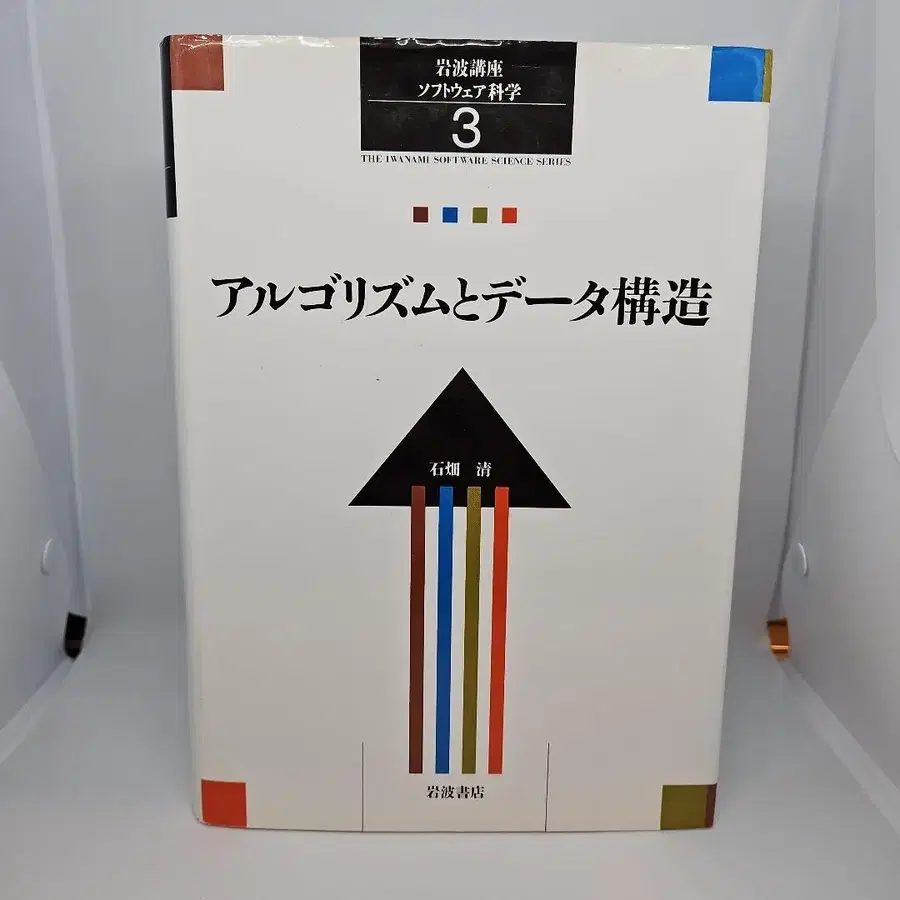 岩波講座
ソフトウェア科学
3
THE IWANAMI SOFTWARE SCIENCE SERIES
アルゴリズムとデータ構造
石畑 清
岩波書店